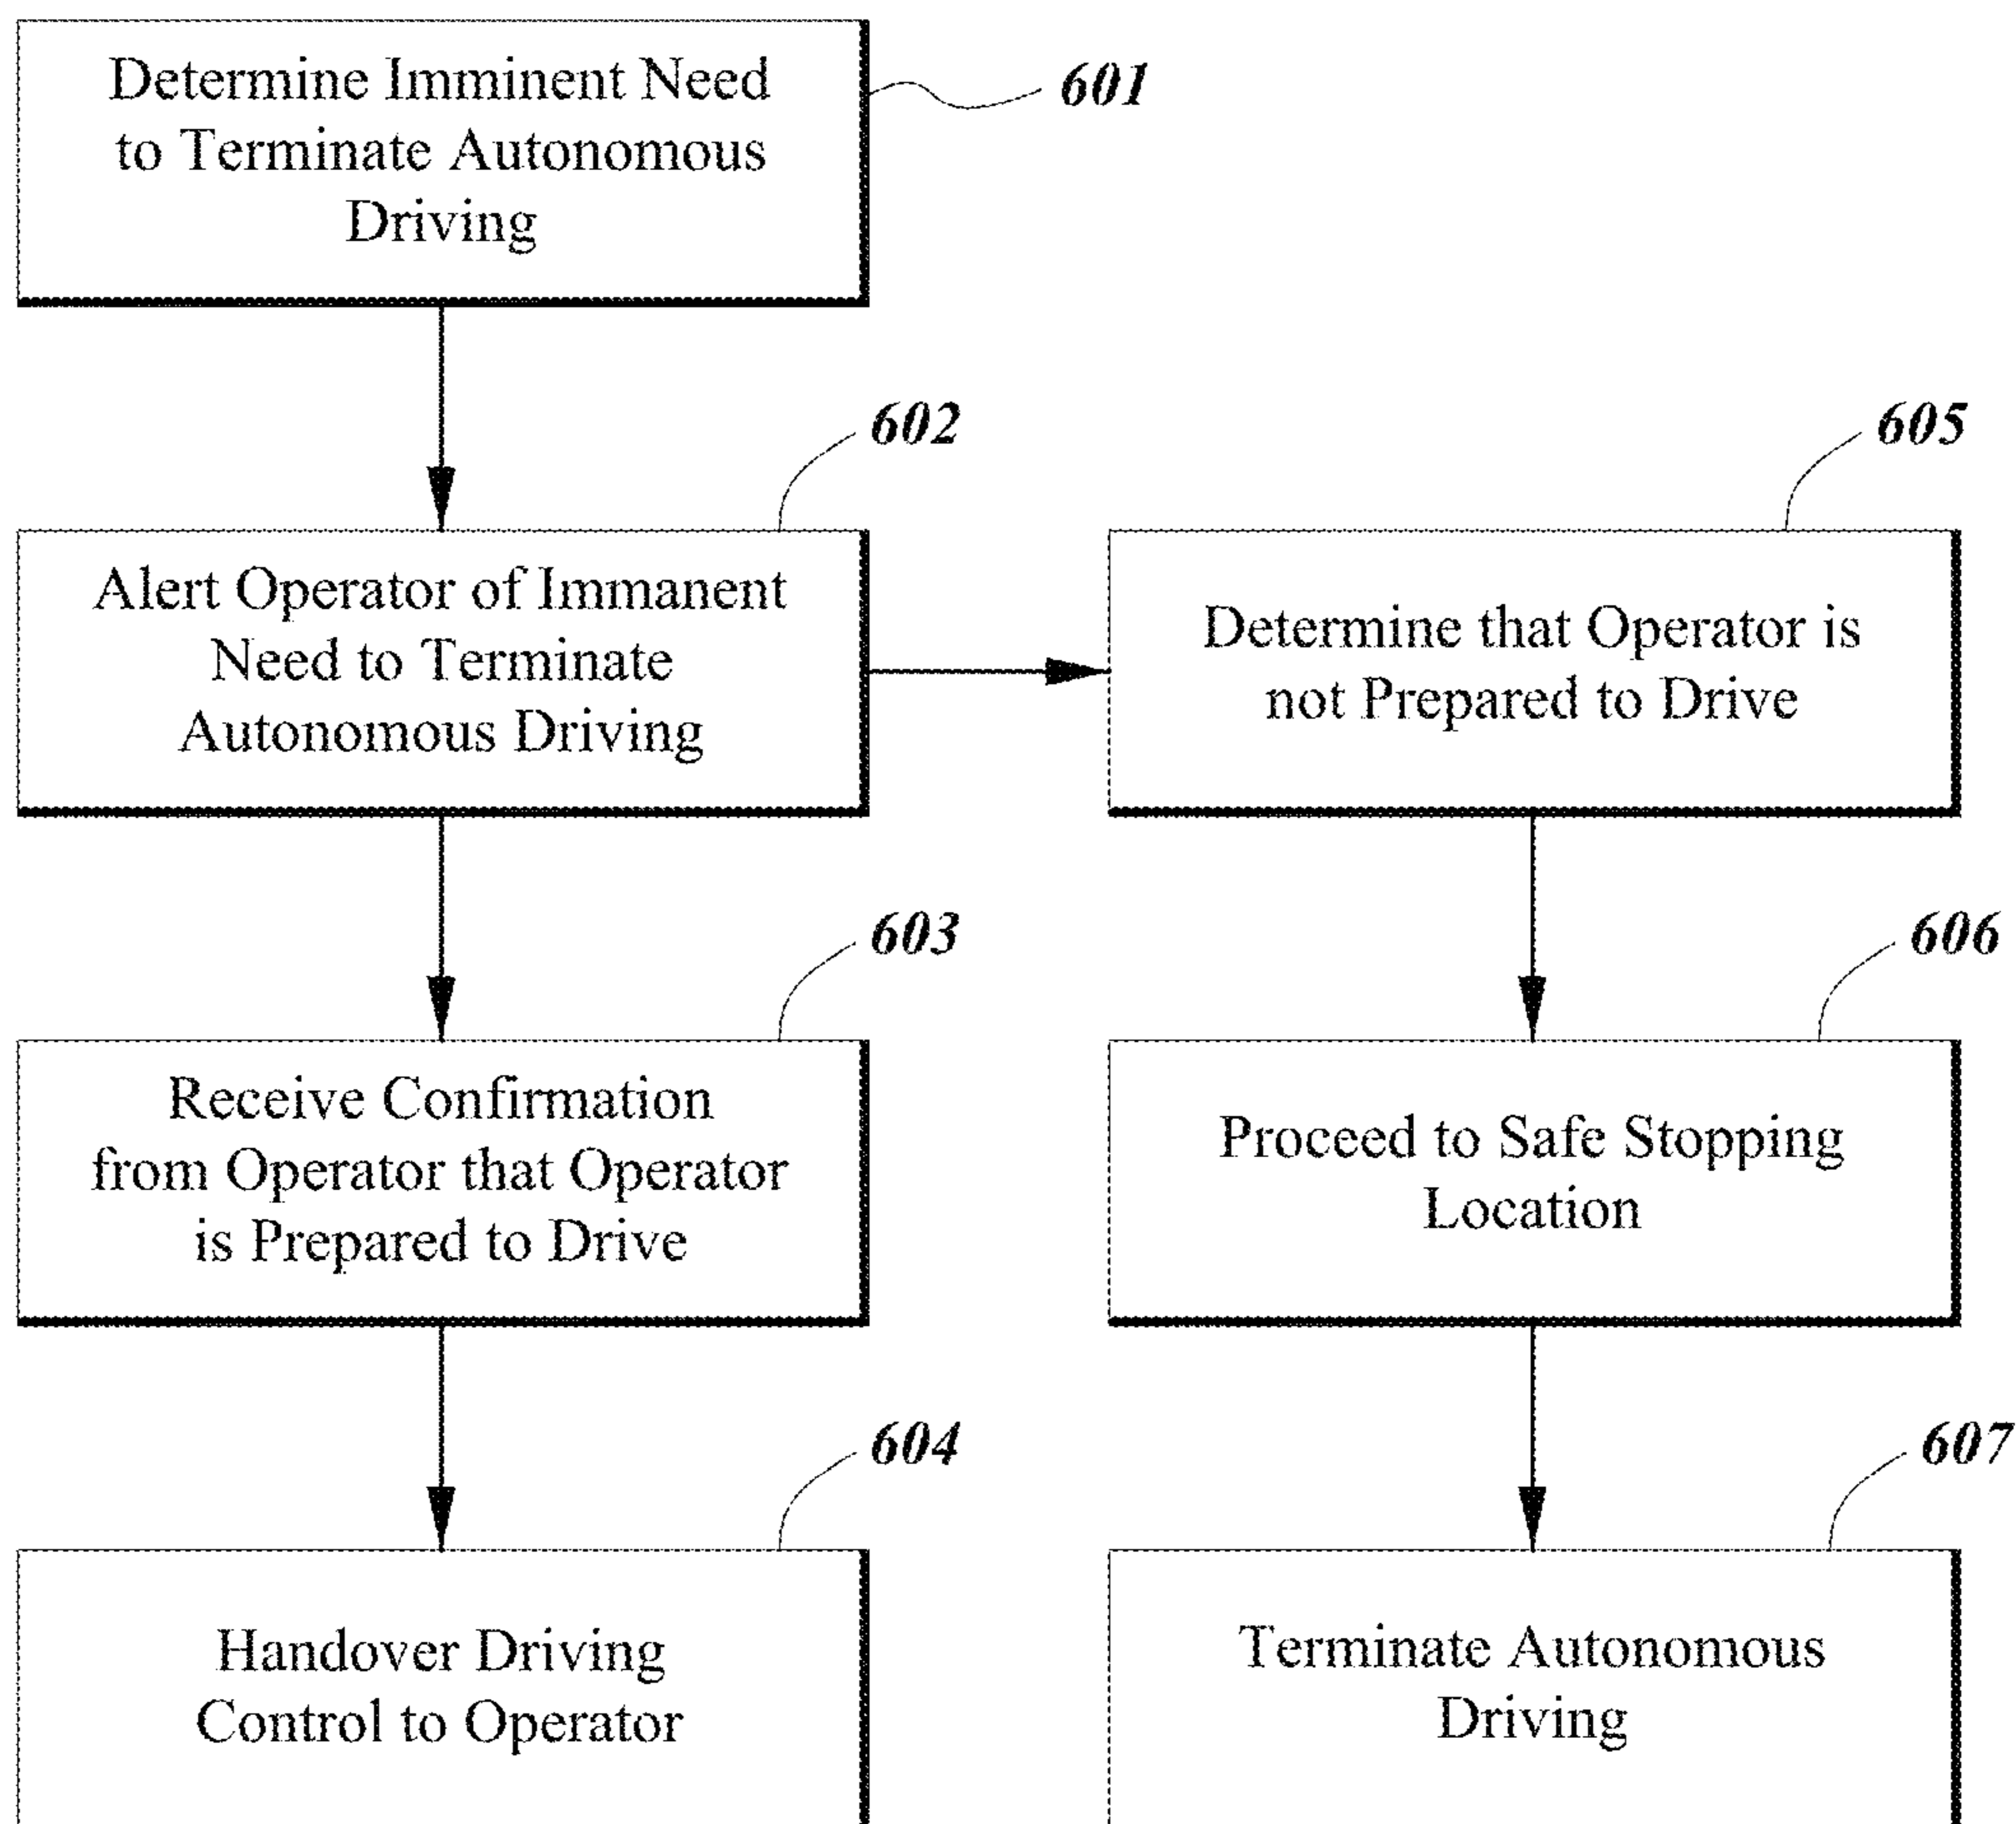 Determine Imminent Need
to Terminate Autonomous
Driving
601
602
Alert Operator of Immanent
Need to Terminate
Autonomous Driving
605
Determine that Operator is
not Prepared to Drive
603
Receive Confirmation
from Operator that Operator
is Prepared to Drive
606
Proceed to Safe Stopping
Location
604
Handover Driving
Control to Operator
607
Terminate Autonomous
Driving